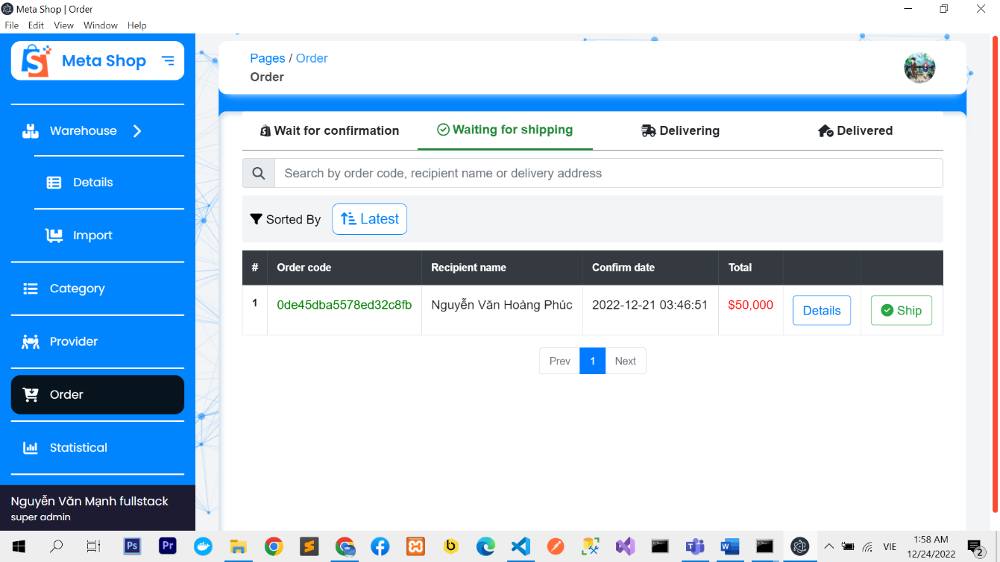 Meta Shop | Order
File Edit View Window Help
Meta Shop
Warehouse
Details
Import
Category
Provider
Order
Statistical
Nguyễn Văn Mạnh fullstack
super admin
Pages / Order
Order
Wait for confirmation Waiting for shipping Delivering Delivered
Search by order code, recipient name or delivery address
Sorted By Latest
# Order code Recipient name Confirm date Total
1 0de45dba5578ed32c8fb Nguyễn Văn Hoàng Phúc 2022-12-21 03:46:51 $50,000 Details Ship
Prev 1 Next
Ps Pr VIE 1:58 AM
12/24/2022 2